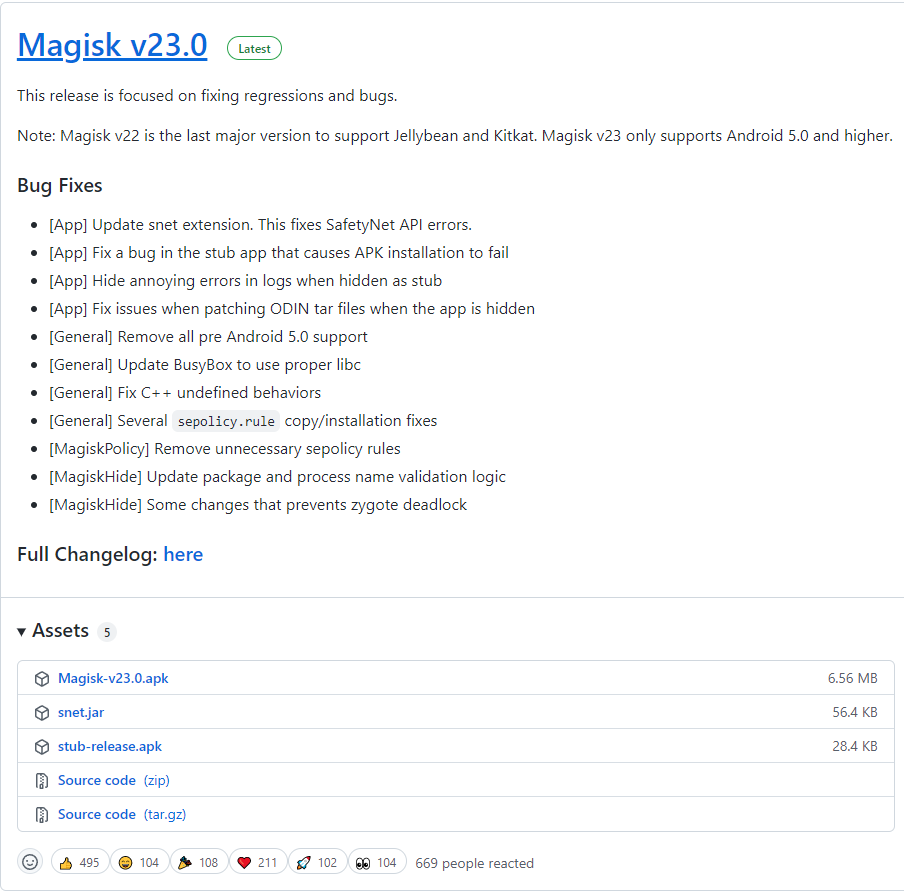 Magisk v23.0 Latest
This release is focused on fixing regressions and bugs.
Note: Magisk v22 is the last major version to support Jellybean and Kitkat. Magisk v23 only supports Android 5.0 and higher.
Bug Fixes
[App] Update snet extension. This fixes SafetyNet API errors.
[App] Fix a bug in the stub app that causes APK installation to fail
[App] Hide annoying errors in logs when hidden as stub
[App] Fix issues when patching ODIN tar files when the app is hidden
[General] Remove all pre Android 5.0 support
[General] Update BusyBox to use proper libc
[General] Fix C++ undefined behaviors
[General] Several sepolicy.rule copy/installation fixes
[MagiskPolicy] Remove unnecessary sepolicy rules
[MagiskHide] Update package and process name validation logic
[MagiskHide] Some changes that prevents zygote deadlock
Full Changelog: here
Assets 5
Magisk-v23.0.apk 6.56 MB
snet.jar 56.4 KB
stub-release.apk 28.4 KB
Source code (zip)
Source code (tar.gz)
495 104 108 211 102 104 669 people reacted